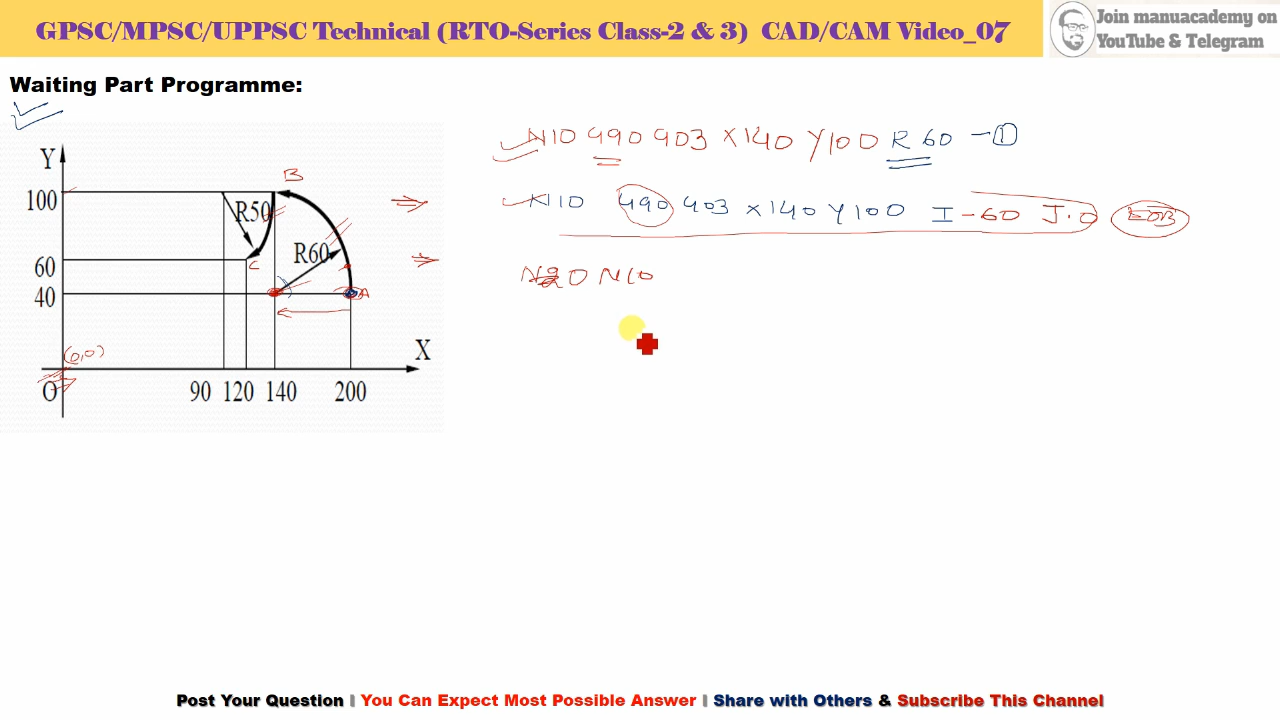 GPSC/MPSC/UPPSC Technical (RTO-Series Class-2 & 3) CAD/CAM Video_07
Join manuacademy on
YouTube & Telegram
Waiting Part Programme:
N10 G90 G03 X140 Y100 R 60 - 1
N10 G90 G03 X140 Y100 I -60 J.0 EOB
N20 N10
Y
B
100
R50
R60
60
C
40
A
(0,0)
X
O
90 120 140 200
Post Your Question | You Can Expect Most Possible Answer | Share with Others & Subscribe This Channel